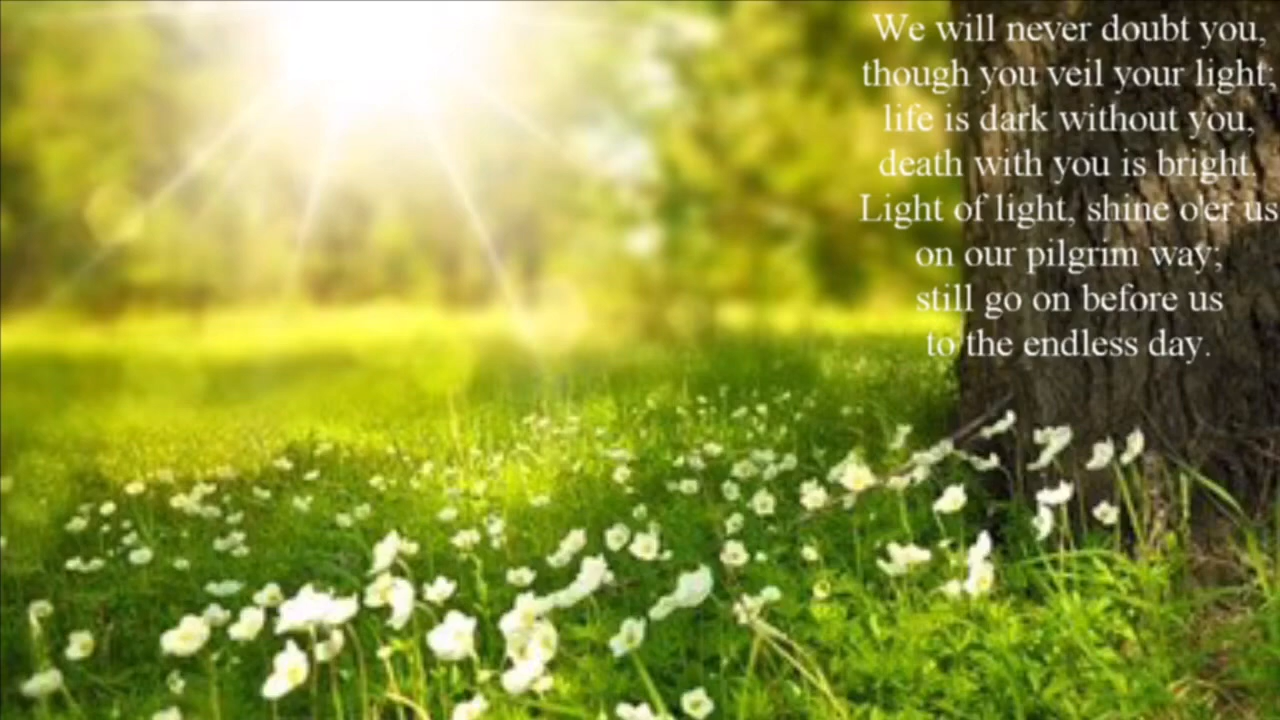 We will never doubt you,
though you veil your light;
life is dark without you,
death with you is bright.
Light of light, shine o'er us
on our pilgrim way;
still go on before us
to the endless day.